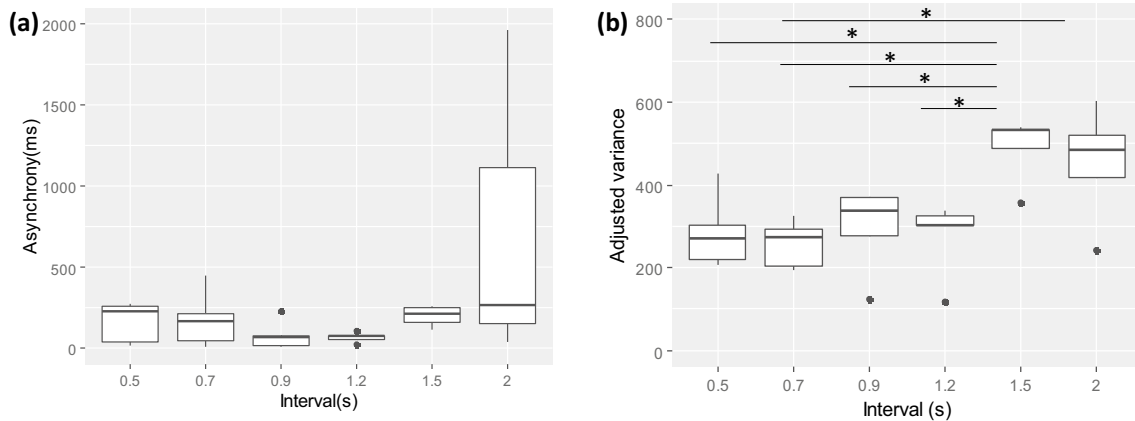 (a)
Asynchrony(ms)
2000
1500
1000
500
0
0.5 0.7 0.9 1.2 1.5 2
Interval(s)
(b)
Adjusted variance
800
600
400
200
0
*
*
*
*
*
0.5 0.7 0.9 1.2 1.5 2
Interval (s)